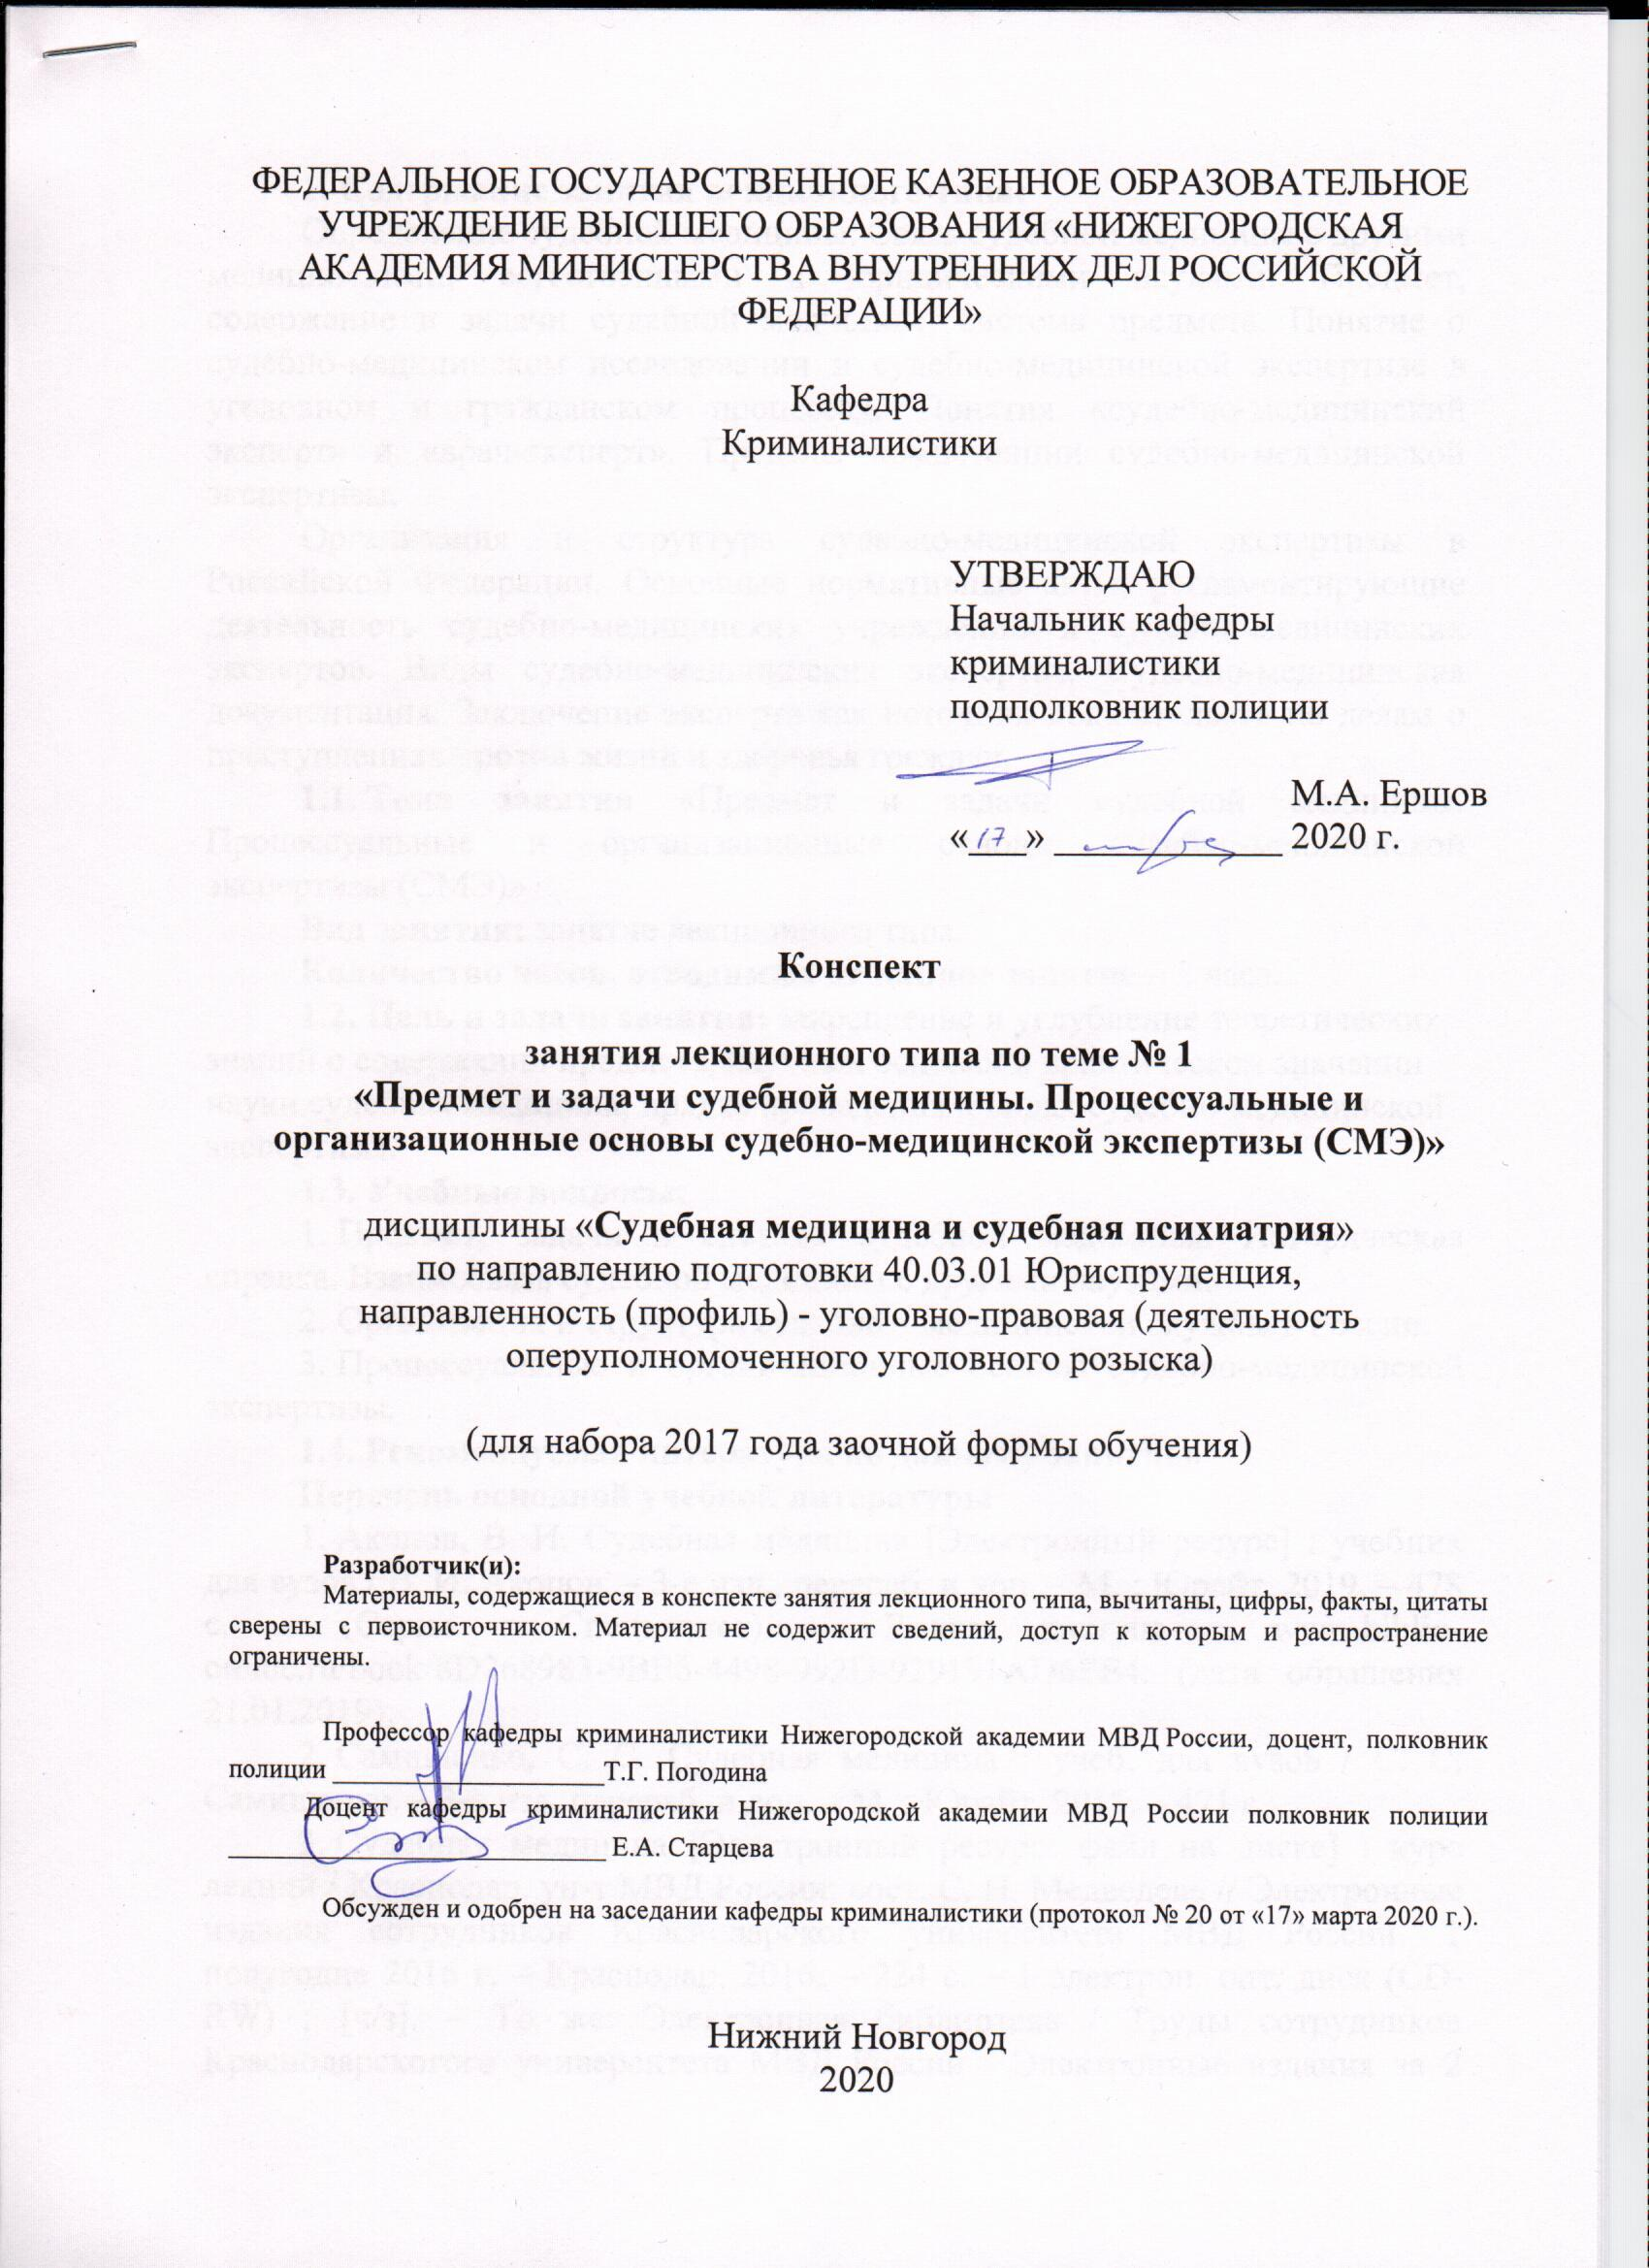 ФЕДЕРАЛЬНОЕ ГОСУДАРСТВЕННОЕ КАЗЕННОЕ ОБРАЗОВАТЕЛЬНОЕ
УЧРЕЖДЕНИЕ ВЫСШЕГО ОБРАЗОВАНИЯ «НИЖЕГОРОДСКАЯ
АКАДЕМИЯ МИНИСТЕРСТВА ВНУТРЕННИХ ДЕЛ РОССИЙСКОЙ
ФЕДЕРАЦИИ»
Кафедра
Криминалистики
УТВЕРЖДАЮ
Начальник кафедры
криминалистики
подполковник полиции
М.А. Ершов
«17» 2020 г.
Конспект
занятия лекционного типа по теме № 1
«Предмет и задачи судебной медицины. Процессуальные и
организационные основы судебно-медицинской экспертизы (СМЭ)»
дисциплины «Судебная медицина и судебная психиатрия»
по направлению подготовки 40.03.01 Юриспруденция,
направленность (профиль) - уголовно-правовая (деятельность
оперуполномоченного уголовного розыска)
(для набора 2017 года заочной формы обучения)
Разработчик(и):
Материалы, содержащиеся в конспекте занятия лекционного типа, вычитаны, цифры, факты, цитаты
сверены с первоисточником. Материал не содержит сведений, доступ к которым и распространение
ограничены.
Профессор кафедры криминалистики Нижегородской академии МВД России, доцент, полковник
полиции ____________________Т.Г. Погодина
Доцент кафедры криминалистики Нижегородской академии МВД России полковник полиции
____________________________ Е.А. Старцева
Обсужден и одобрен на заседании кафедры криминалистики (протокол № 20 от «17» марта 2020 г.).
Нижний Новгород
2020